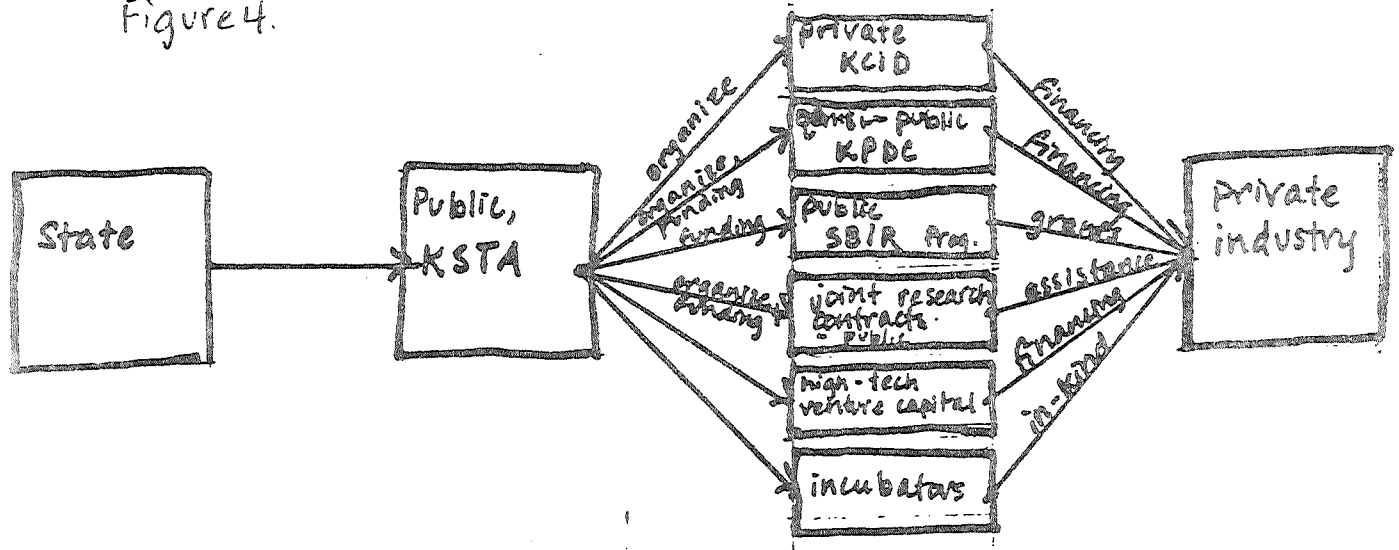 Figure 4.
State
Public,
KSTA
organize
organize,
funding
funding
organize
funding
private
KCID
quasi-public
KPDC
public
SBIR Prog.
joint research
contracts
public
high-tech
venture capital
incubators
financing
financing
grants
assistance
financing
in-kind
private
industry